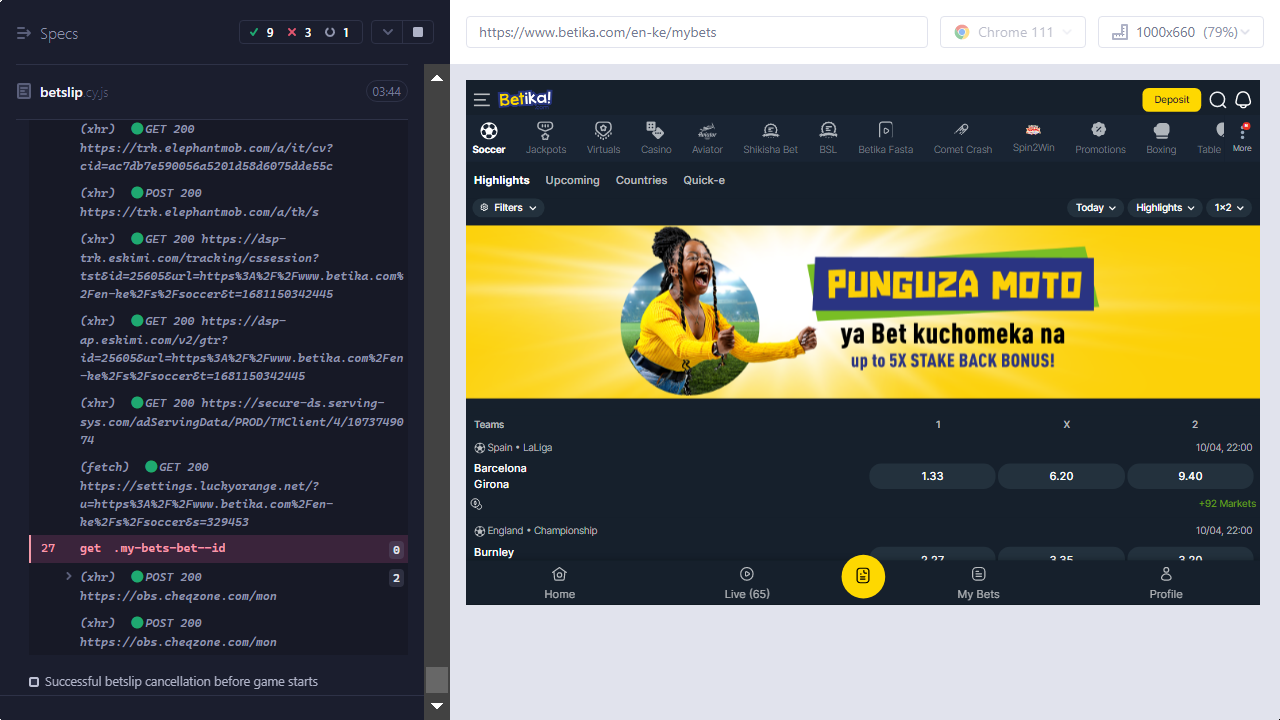 Specs
9
3
1
betslip.cy.js
03:44
(xhr) GET 200
https://trk.elephantmob.com/a/it/cv?
cid=ac7db7e590056a5201d58d6075dde55c
(xhr) POST 200
https://trk.elephantmob.com/a/tk/s
(xhr) GET 200 https://dsp-
trk.eskimi.com/tracking/cssession?
tst&id=25605&url=https%3A%2F%2Fwww.betika.com%
2Fen-ke%2Fs%2Fsoccer&t=1681150342445
(xhr) GET 200 https://dsp-
ap.eskimi.com/v2/gtr?
id=25605&url=https%3A%2F%2Fwww.betika.com%2Fen
-ke%2Fs%2Fsoccer&t=1681150342445
(xhr) GET 200 https://secure-ds.serving-
sys.com/adServingData/PROD/TMClient/4/10737490
74
(fetch) GET 200
https://settings.luckyorange.net/?
u=https%3A%2F%2Fwww.betika.com%2Fen-
ke%2Fs%2Fsoccer&s=329453
27 get .my-bets-bet--id 0
(xhr) POST 200 2
https://obs.cheqzone.com/mon
(xhr) POST 200
https://obs.cheqzone.com/mon
Successful betslip cancellation before game starts
https://www.betika.com/en-ke/mybets
Chrome 111
1000x660 (79%)
Betika!
Deposit
Soccer
Jackpots
Virtuals
Casino
Aviator
Shikisha Bet
BSL
Betika Fasta
Comet Crash
Spin2Win
Promotions
Boxing
Table
More
Highlights Upcoming Countries Quick-e
Filters
Today
Highlights
1×2
PUNGUZA MOTO
ya Bet kuchomeka na
up to 5X STAKE BACK BONUS!
Teams 1 X 2
Spain • LaLiga 10/04, 22:00
Barcelona
Girona
1.33 6.20 9.40
+92 Markets
England • Championship 10/04, 22:00
Burnley
2.27 3.35 3.20
Home
Live (65)
My Bets
Profile